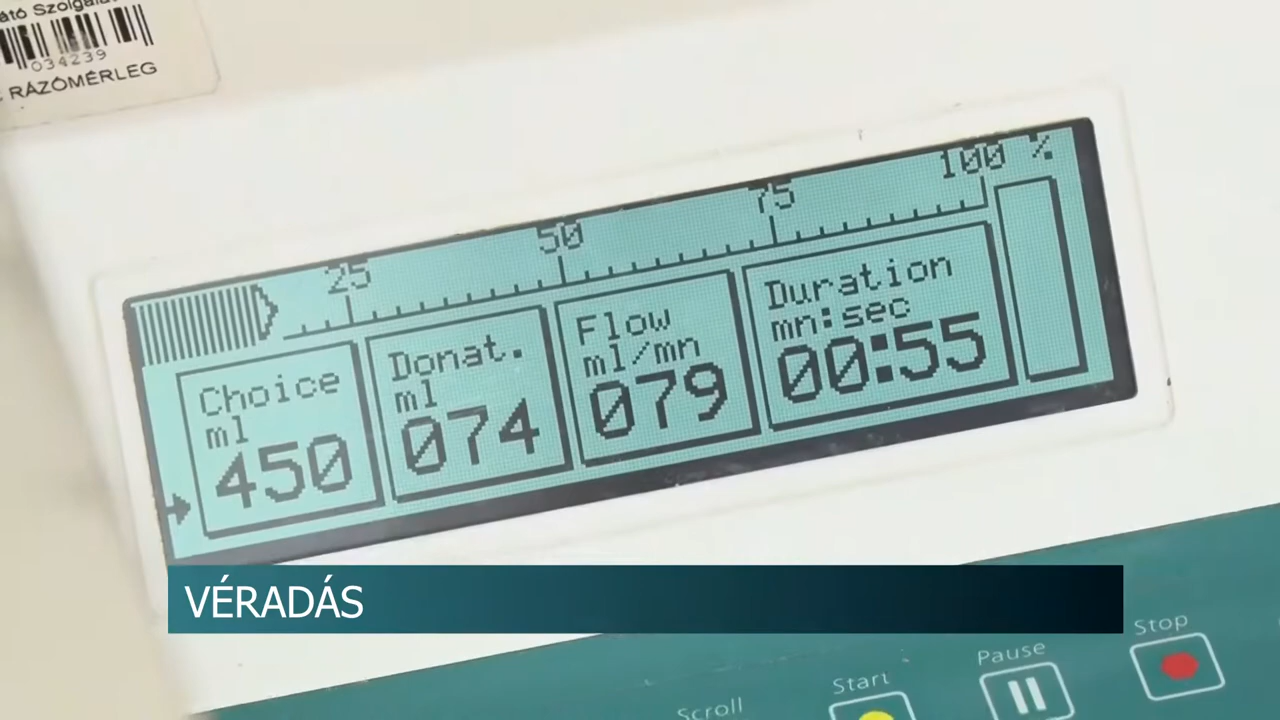 034239
RÁZÓMÉRLEG
25 50 75 100 %
Choice
ml
450
Donat.
ml
074
Flow
ml/mn
079
Duration
mn:sec
00:55
VÉRADÁS
Scroll
Start
Pause
Stop